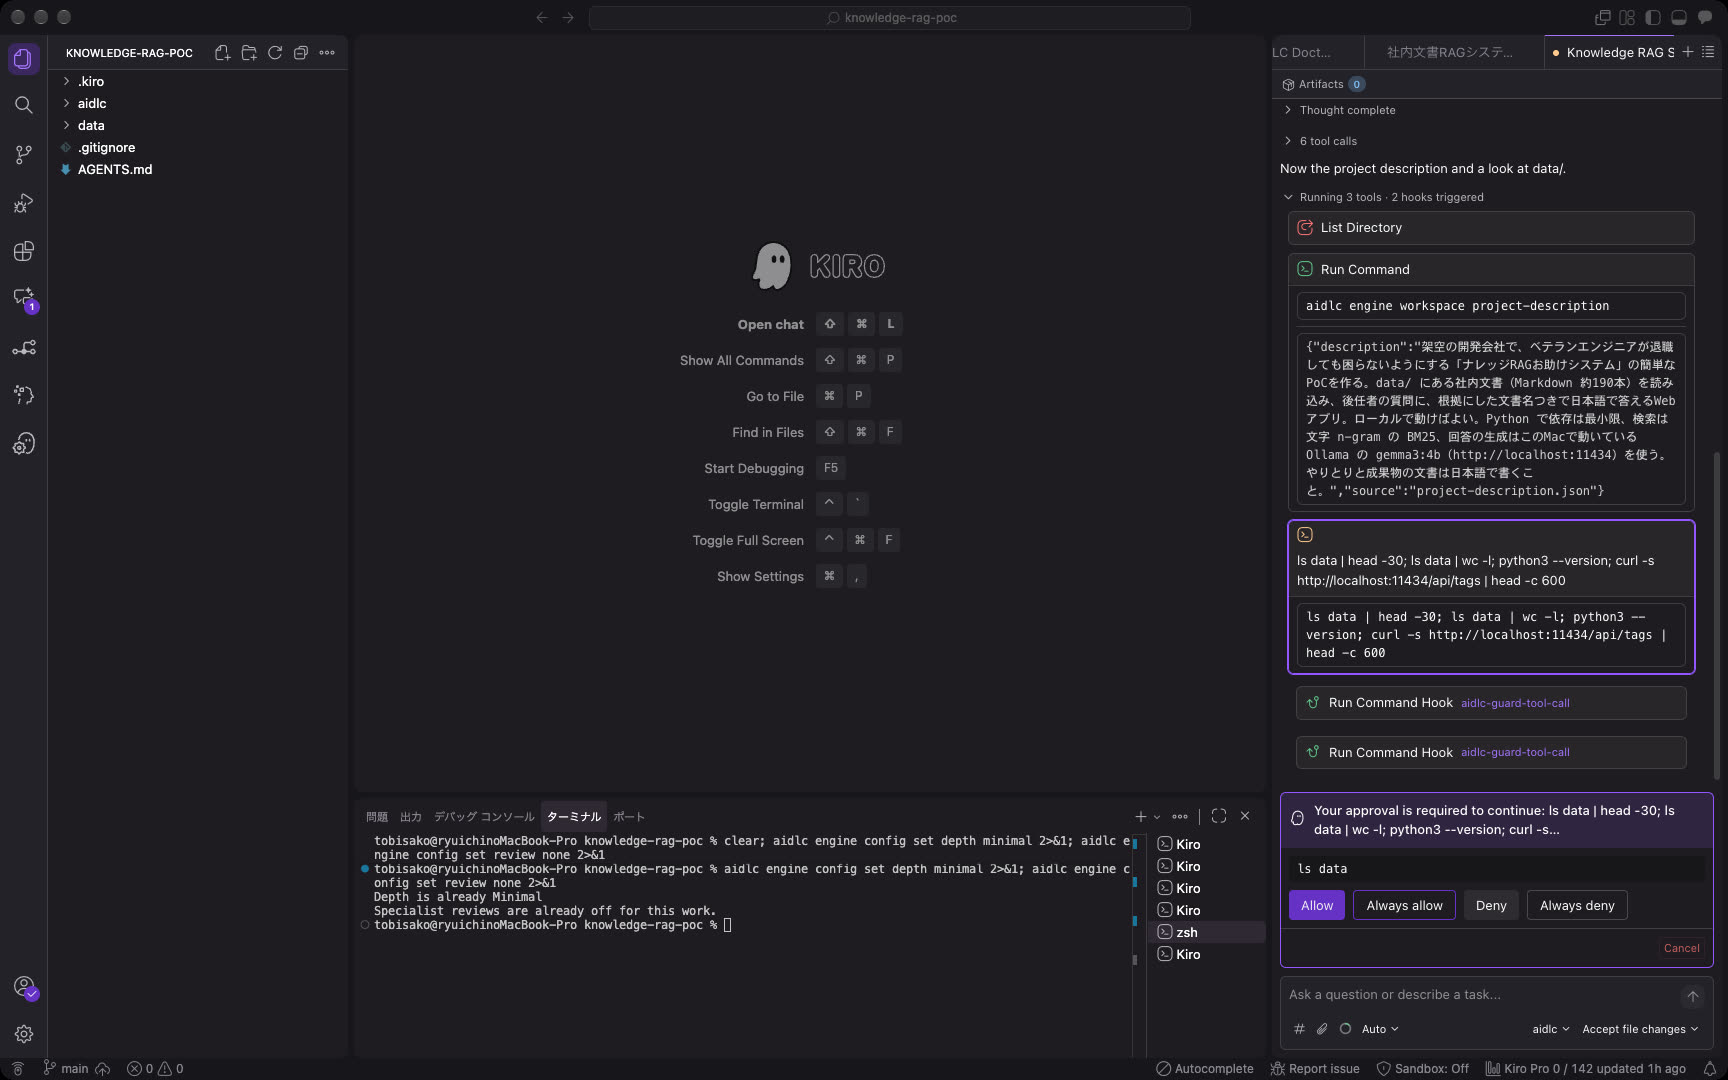 knowledge-rag-poc
KNOWLEDGE-RAG-POC
.kiro
aidlc
data
.gitignore
AGENTS.md
1
KIRO
Open chat ⇧ ⌘ L
Show All Commands ⇧ ⌘ P
Go to File ⌘ P
Find in Files ⇧ ⌘ F
Start Debugging F5
Toggle Terminal ^ `
Toggle Full Screen ^ ⌘ F
Show Settings ⌘ ,
問題 出力 デバッグ コンソール ターミナル ポート
tobisako@ryuichinoMacBook-Pro knowledge-rag-poc % clear; aidlc engine config set depth minimal 2>&1; aidlc e
ngine config set review none 2>&1
tobisako@ryuichinoMacBook-Pro knowledge-rag-poc % aidlc engine config set depth minimal 2>&1; aidlc engine c
onfig set review none 2>&1
Depth is already Minimal
Specialist reviews are already off for this work.
tobisako@ryuichinoMacBook-Pro knowledge-rag-poc %
Kiro
Kiro
Kiro
Kiro
zsh
Kiro
LC Doct... 社内文書RAGシステ... Knowledge RAG S
Artifacts 0
Thought complete
6 tool calls
Now the project description and a look at data/.
Running 3 tools · 2 hooks triggered
List Directory
Run Command
aidlc engine workspace project-description
{"description":"架空の開発会社で、ベテランエンジニアが退職
しても困らないようにする「ナレッジRAGお助けシステム」の簡単な
PoCを作る。data/ にある社内文書（Markdown 約190本）を読み
込み、後任者の質問に、根拠にした文書名つきで日本語で答えるWeb
アプリ。ローカルで動けばよい。Python で依存は最小限、検索は
文字 n-gram の BM25、回答の生成はこのMacで動いている
Ollama の gemma3:4b（http://localhost:11434）を使う。
やりとりと成果物の文書は日本語で書くこ
と。","source":"project-description.json"}
ls data | head -30; ls data | wc -l; python3 --version; curl -s
http://localhost:11434/api/tags | head -c 600
ls data | head -30; ls data | wc -l; python3 --
version; curl -s http://localhost:11434/api/tags |
head -c 600
Run Command Hook aidlc-guard-tool-call
Run Command Hook aidlc-guard-tool-call
Your approval is required to continue: ls data | head -30; ls
data | wc -l; python3 --version; curl -s...
ls data
Allow Always allow Deny Always deny
Cancel
Ask a question or describe a task...
# Auto aidlc Accept file changes
main 0 0 Autocomplete Report issue Sandbox: Off Kiro Pro 0 / 142 updated 1h ago